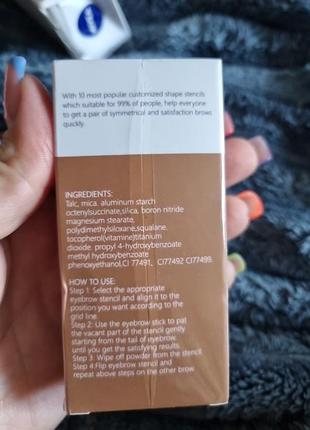 NIVEA
With 10 most popular customized shape stencils
which suitable for 99% of people, help everyone
to get a pair of symmetrical and satisfaction brows
quickly.
INGREDIENTS:
Talc, mica. aluminum starch
octenylsuccinate,silica, boron nitride
magnesium stearate,
polydimethylsiloxane,squalane.
tocopherol(vitamine)titanium
dioxide. propyl 4-hydroxybenzoate
methyl hydroxybenzoate
phenoxyethanol,CI 77491, CI77492 CI77499.
HOW TO USE:
Step 1: Select the appropriate
eyebrow stencil and align it to the
position you want according to the
grid line.
Step 2: Use the eyebrow stick to pat
the vacant part of the stencil gently
starting from the tail of eyebrow.
until you get the satisfying results.
Step 3: Wipe off powder from the stencil
Step 4:Flip eyebrow stencil and
repeat above steps on the other brow